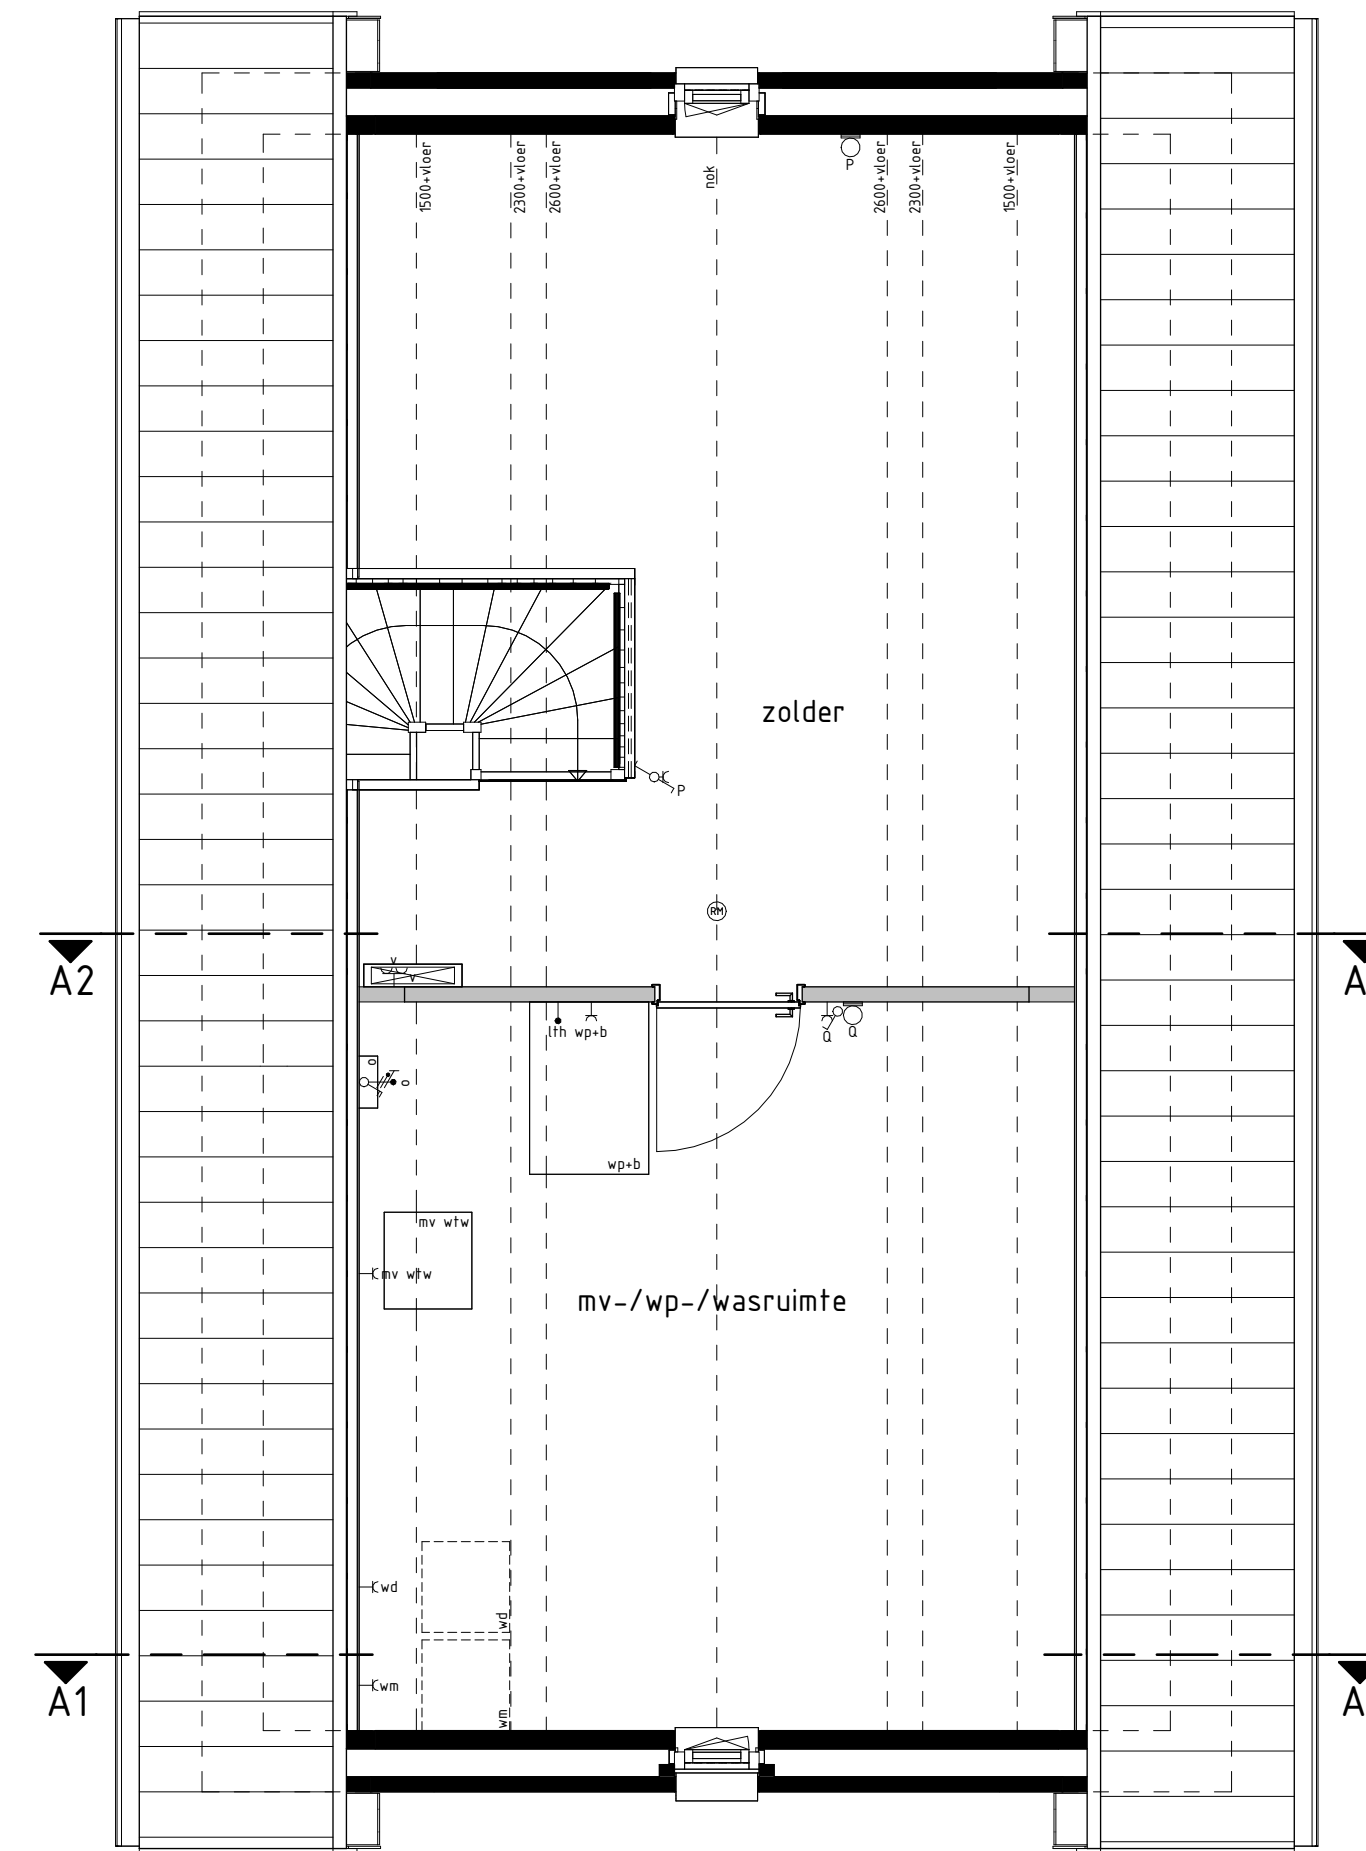 1500+vloer
2300+vloer
2600+vloer
nok
P
2600+vloer
2300+vloer
1500+vloer
zolder
P
RM
A2
A
v
v
lth wp+b
Q
Q
o
o
wp+b
mv wtw
mv wtw
mv-/wp-/wasruimte
wd
wd
A1
A
wm
wm